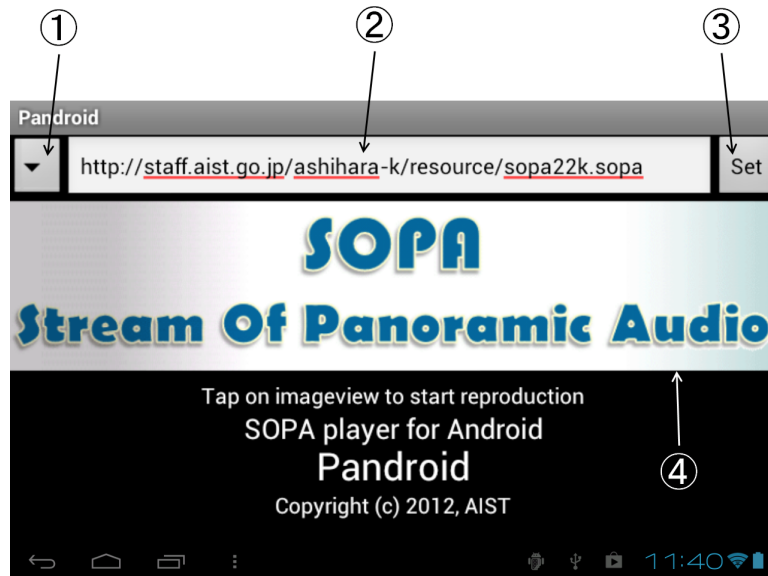 ① ② ③
Pandroid
http://staff.aist.go.jp/ashihara-k/resource/sopa22k.sopa Set
SOPA
Stream Of Panoramic Audio
Tap on imageview to start reproduction
SOPA player for Android
Pandroid
④
Copyright (c) 2012, AIST
11:40